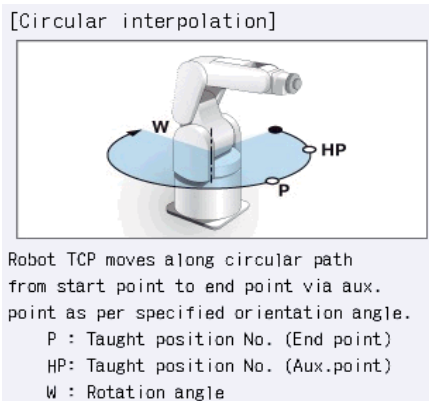 [Circular interpolation]
W
HP
P
Robot TCP moves along circular path
from start point to end point via aux.
point as per specified orientation angle.
P : Taught position No. (End point)
HP: Taught position No. (Aux.point)
W : Rotation angle